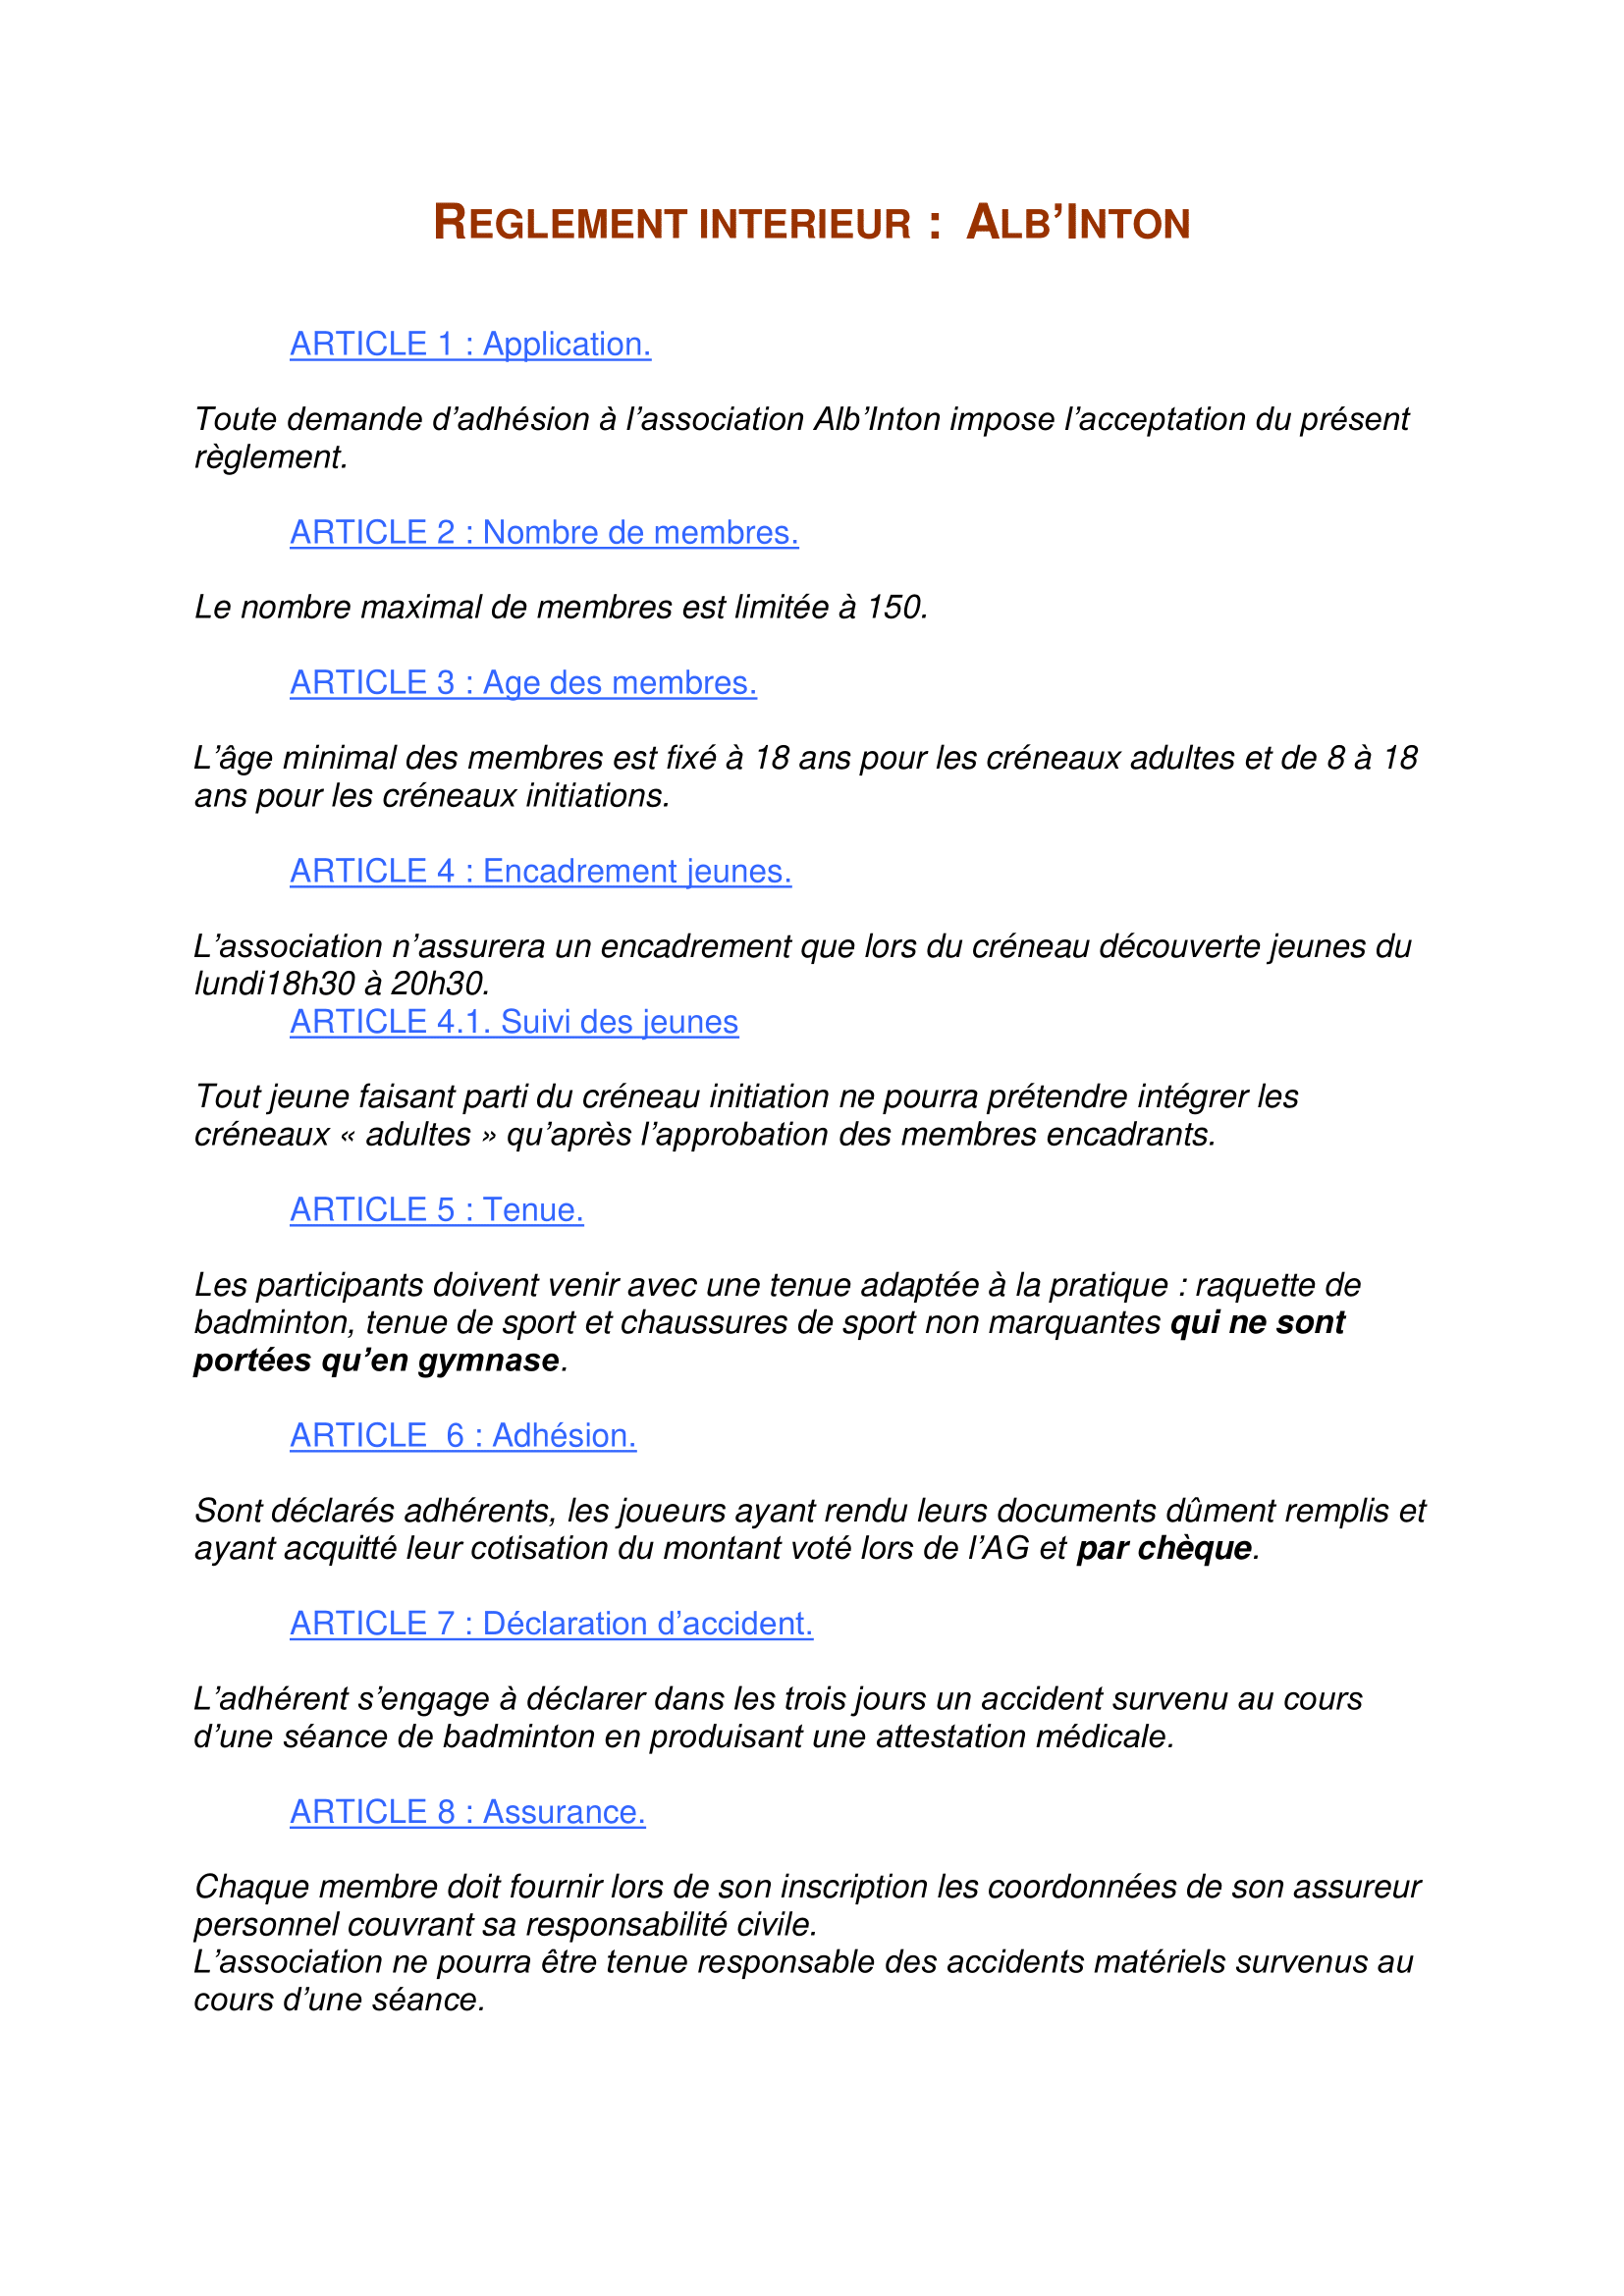 REGLEMENT INTERIEUR :  ALB'INTON
ARTICLE 1 : Application.
Toute demande d'adhésion à l'association Alb'Inton impose l'acceptation du présent
règlement.
ARTICLE 2 : Nombre de membres.
Le nombre maximal de membres est limitée à 150.
ARTICLE 3 : Age des membres.
L'âge minimal des membres est fixé à 18 ans pour les créneaux adultes et de 8 à 18
ans pour les créneaux initiations.
ARTICLE 4 : Encadrement jeunes.
L'association n'assurera un encadrement que lors du créneau découverte jeunes du
lundi18h30 à 20h30.
ARTICLE 4.1. Suivi des jeunes
Tout jeune faisant parti du créneau initiation ne pourra prétendre intégrer les
créneaux « adultes » qu'après l'approbation des membres encadrants.
ARTICLE 5 : Tenue.
Les participants doivent venir avec une tenue adaptée à la pratique : raquette de
badminton, tenue de sport et chaussures de sport non marquantes qui ne sont
portées qu'en gymnase.
ARTICLE  6 : Adhésion.
Sont déclarés adhérents, les joueurs ayant rendu leurs documents dûment remplis et
ayant acquitté leur cotisation du montant voté lors de l'AG et par chèque.
ARTICLE 7 : Déclaration d'accident.
L'adhérent s'engage à déclarer dans les trois jours un accident survenu au cours
d'une séance de badminton en produisant une attestation médicale.
ARTICLE 8 : Assurance.
Chaque membre doit fournir lors de son inscription les coordonnées de son assureur
personnel couvrant sa responsabilité civile.
L'association ne pourra être tenue responsable des accidents matériels survenus au
cours d'une séance.